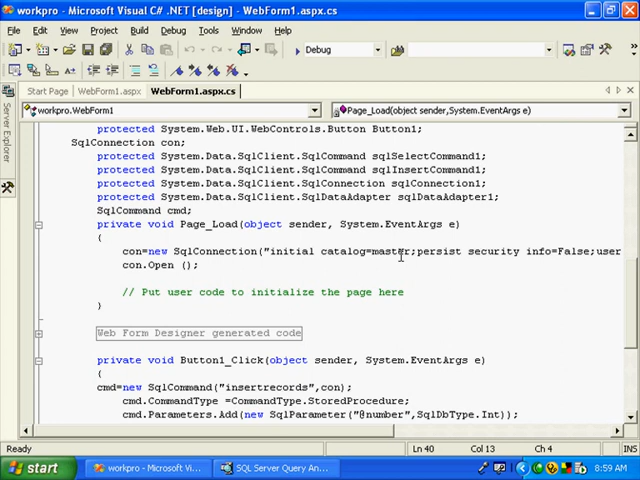 workpro - Microsoft Visual C# .NET [design] - WebForm1.aspx.cs
File Edit View Project Build Debug Tools Window Help
Debug
Start Page WebForm1.aspx WebForm1.aspx.cs
Server Explorer
workpro.WebForm1 Page_Load(object sender,System.EventArgs e)
protected System.Web.UI.WebControls.Button Button1;
SqlConnection con;
protected System.Data.SqlClient.SqlCommand sqlSelectCommand1;
protected System.Data.SqlClient.SqlCommand sqlInsertCommand1;
protected System.Data.SqlClient.SqlConnection sqlConnection1;
protected System.Data.SqlClient.SqlDataAdapter sqlDataAdapter1;
SqlCommand cmd;
private void Page_Load(object sender, System.EventArgs e)
{
con=new SqlConnection("initial catalog=master;persist security info=False;user
con.Open ();
// Put user code to initialize the page here
}
Web Form Designer generated code
private void Button1_Click(object sender, System.EventArgs e)
{
cmd=new SqlCommand("insertrecords",con);
cmd.CommandType =CommandType.StoredProcedure;
cmd.Parameters.Add(new SqlParameter("@number",SqlDbType.Int));
Ready Ln 40 Col 13 Ch 4 INS
start workpro - Microsoft Vi... SQL Server Query An... 8:59 AM